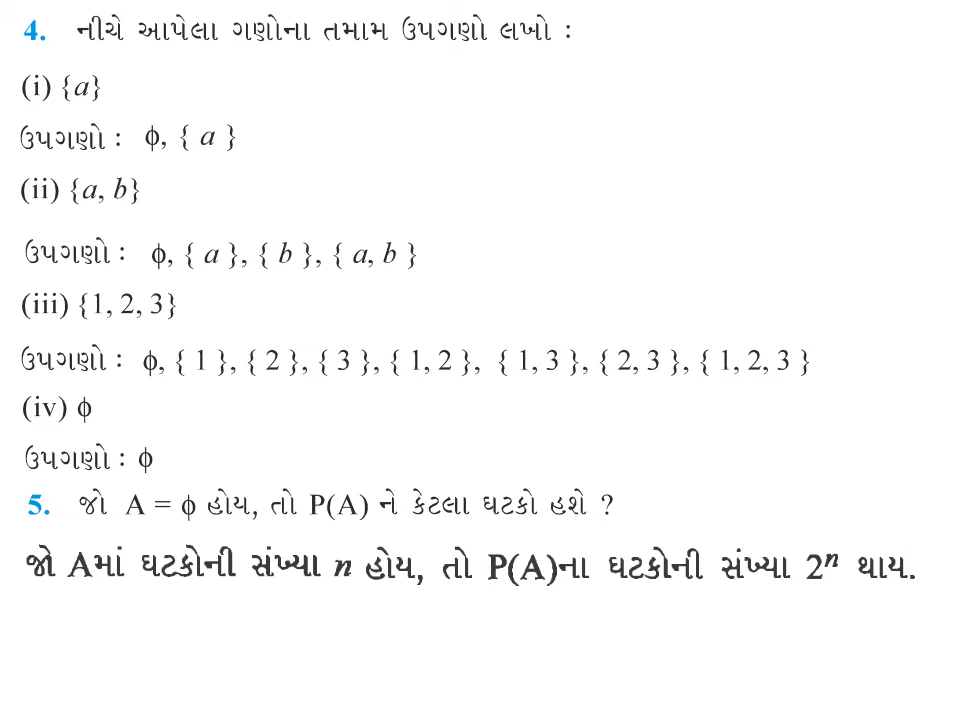 4. નીચે આપેલા ગણોના તમામ ઉપગણો લખો :
(i) {a}
ઉપગણો : ϕ, { a }
(ii) {a, b}
ઉપગણો : ϕ, { a }, { b }, { a, b }
(iii) {1, 2, 3}
ઉપગણો : ϕ, { 1 }, { 2 }, { 3 }, { 1, 2 }, { 1, 3 }, { 2, 3 }, { 1, 2, 3 }
(iv) ϕ
ઉપગણો : ϕ
5. જો A = ϕ હોય, તો P(A) ને કેટલા ઘટકો હશે ?
જો Aમાં ઘટકોની સંખ્યા n હોય, તો P(A)ના ઘટકોની સંખ્યા 2ⁿ થાય.